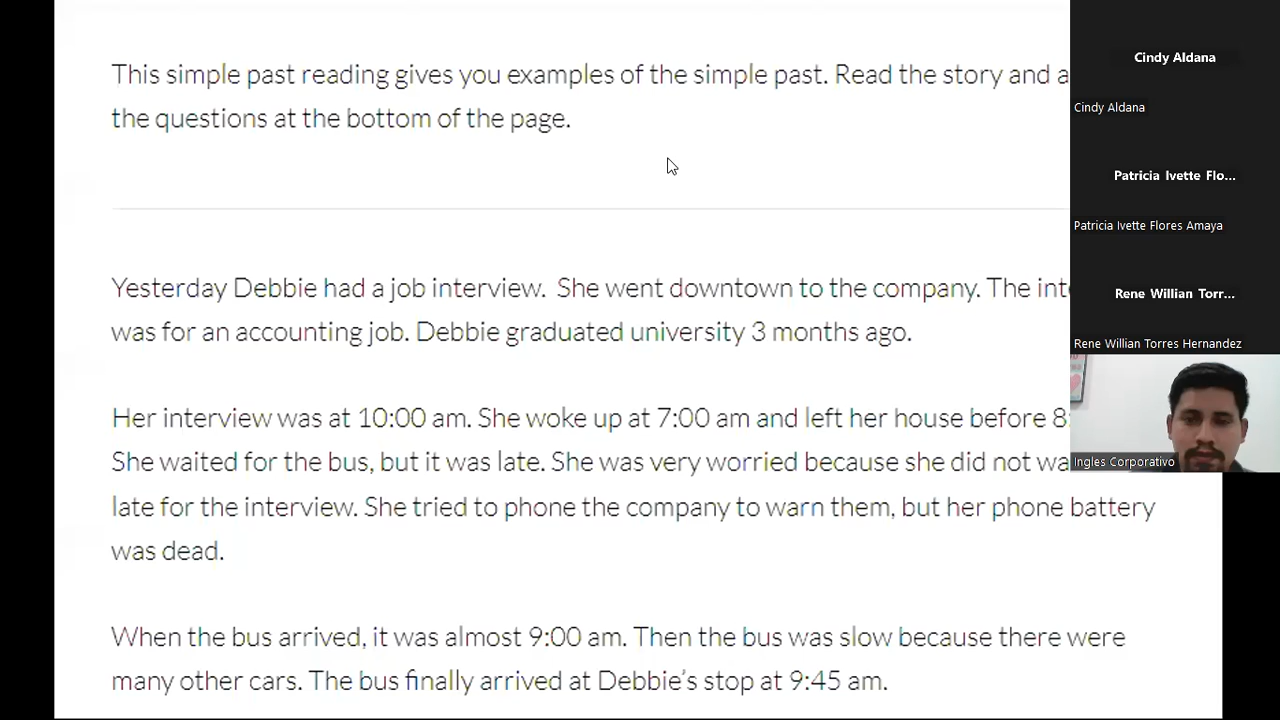 This simple past reading gives you examples of the simple past. Read the story and a
the questions at the bottom of the page.
Yesterday Debbie had a job interview. She went downtown to the company. The
was for an accounting job. Debbie graduated university 3 months ago.
Her interview was at 10:00 am. She woke up at 7:00 am and left her house before 8:
She waited for the bus, but it was late. She was very worried because she did not
late for the interview. She tried to phone the company to warn them, but her phone battery
was dead.
When the bus arrived, it was almost 9:00 am. Then the bus was slow because there were
many other cars. The bus finally arrived at Debbie's stop at 9:45 am.
Cindy Aldana
Cindy Aldana
Patricia Ivette Flo...
Patricia Ivette Flores Amaya
Rene Willian Torr...
Rene Willian Torres Hernandez
Ingles Corporativo